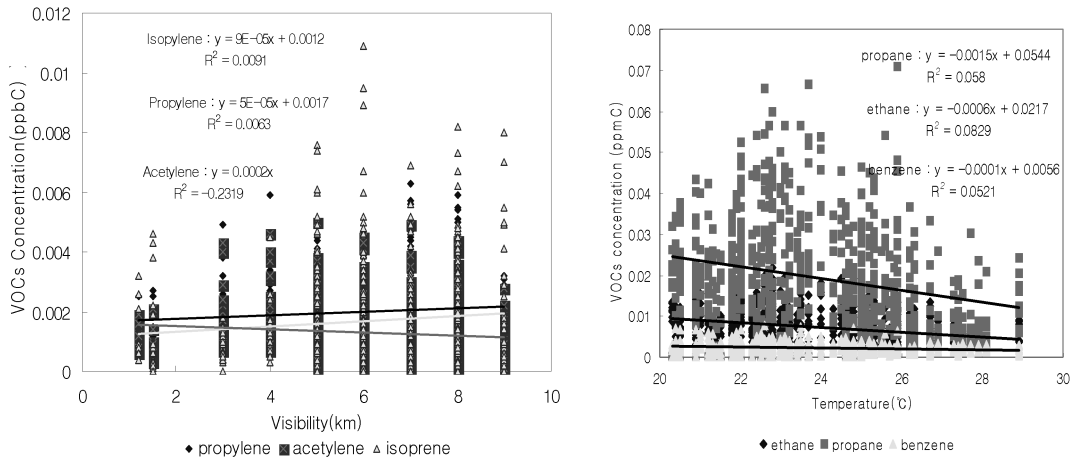 VOCs Concentration(ppbC)
0.012
0.01
0.008
0.006
0.004
0.002
0
Isopylene : y = 9E-05x + 0.0012
R² = 0.0091
Propylene : y = 5E-05x + 0.0017
R² = 0.0063
Acetylene : y = 0.0002x
R² = -0.2319
0 2 4 6 8 10
Visibility(km)
propylene acetylene isoprene
VOCs concentration (ppmC)
0.08
0.07
0.06
0.05
0.04
0.03
0.02
0.01
0
propane : y = -0.0015x + 0.0544
R² = 0.058
ethane : y = -0.0006x + 0.0217
R² = 0.0829
benzene : y = -0.0001x + 0.0056
R² = 0.0521
20 22 24 26 28 30
Temperature(℃)
ethane propane benzene